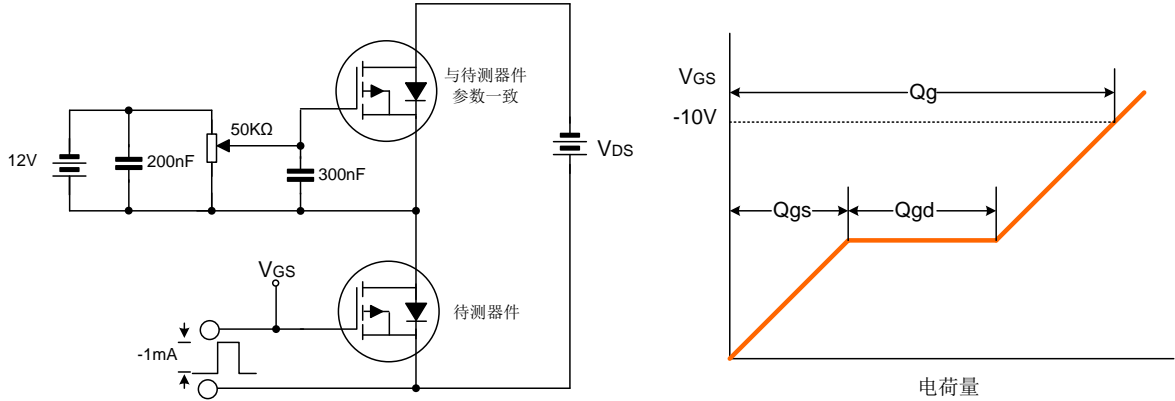 12V
200nF
50KΩ
300nF
与待测器件
参数一致
VDS
VGS
-1mA
待测器件
VGS
-10V
Qg
Qgs
Qgd
电荷量